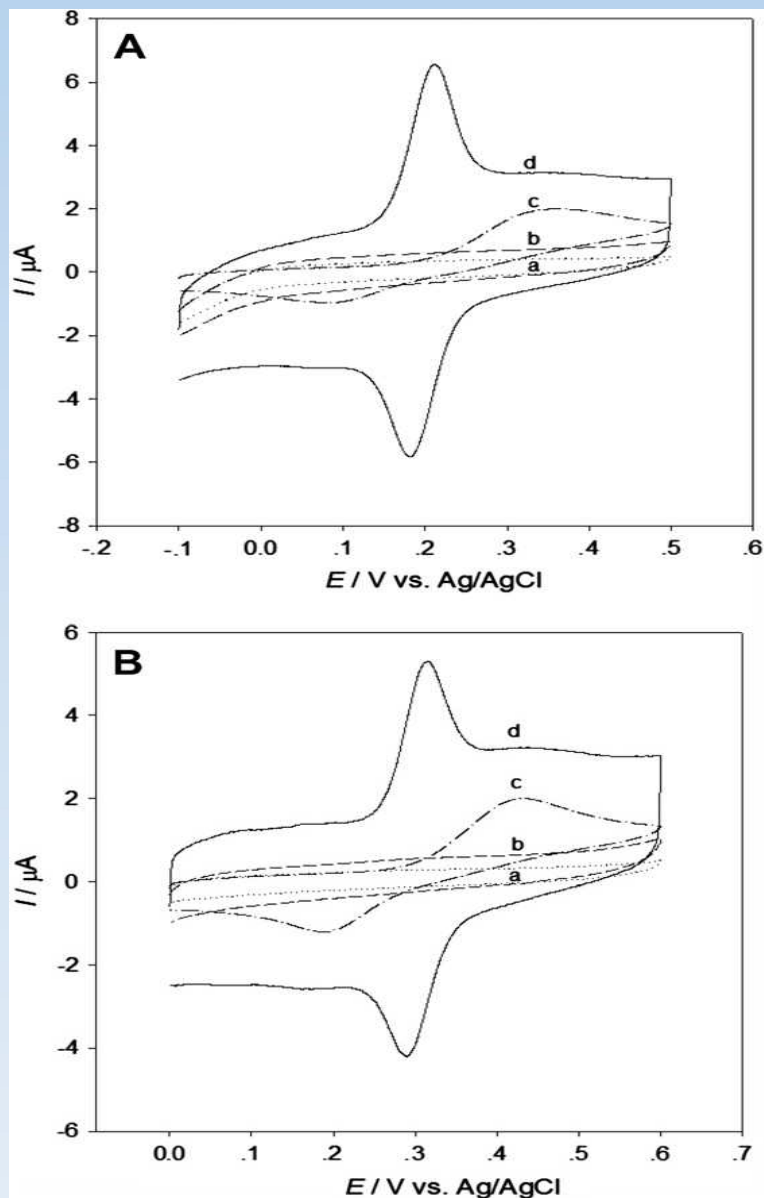 A
8
6
4
2
0
-2
-4
-6
-8
d
c
b
a
-.2 -.1 0.0 .1 .2 .3 .4 .5 .6
I / μA
E / V vs. Ag/AgCl
B
6
4
2
0
-2
-4
-6
d
c
b
a
0.0 .1 .2 .3 .4 .5 .6 .7
I / μA
E / V vs. Ag/AgCl